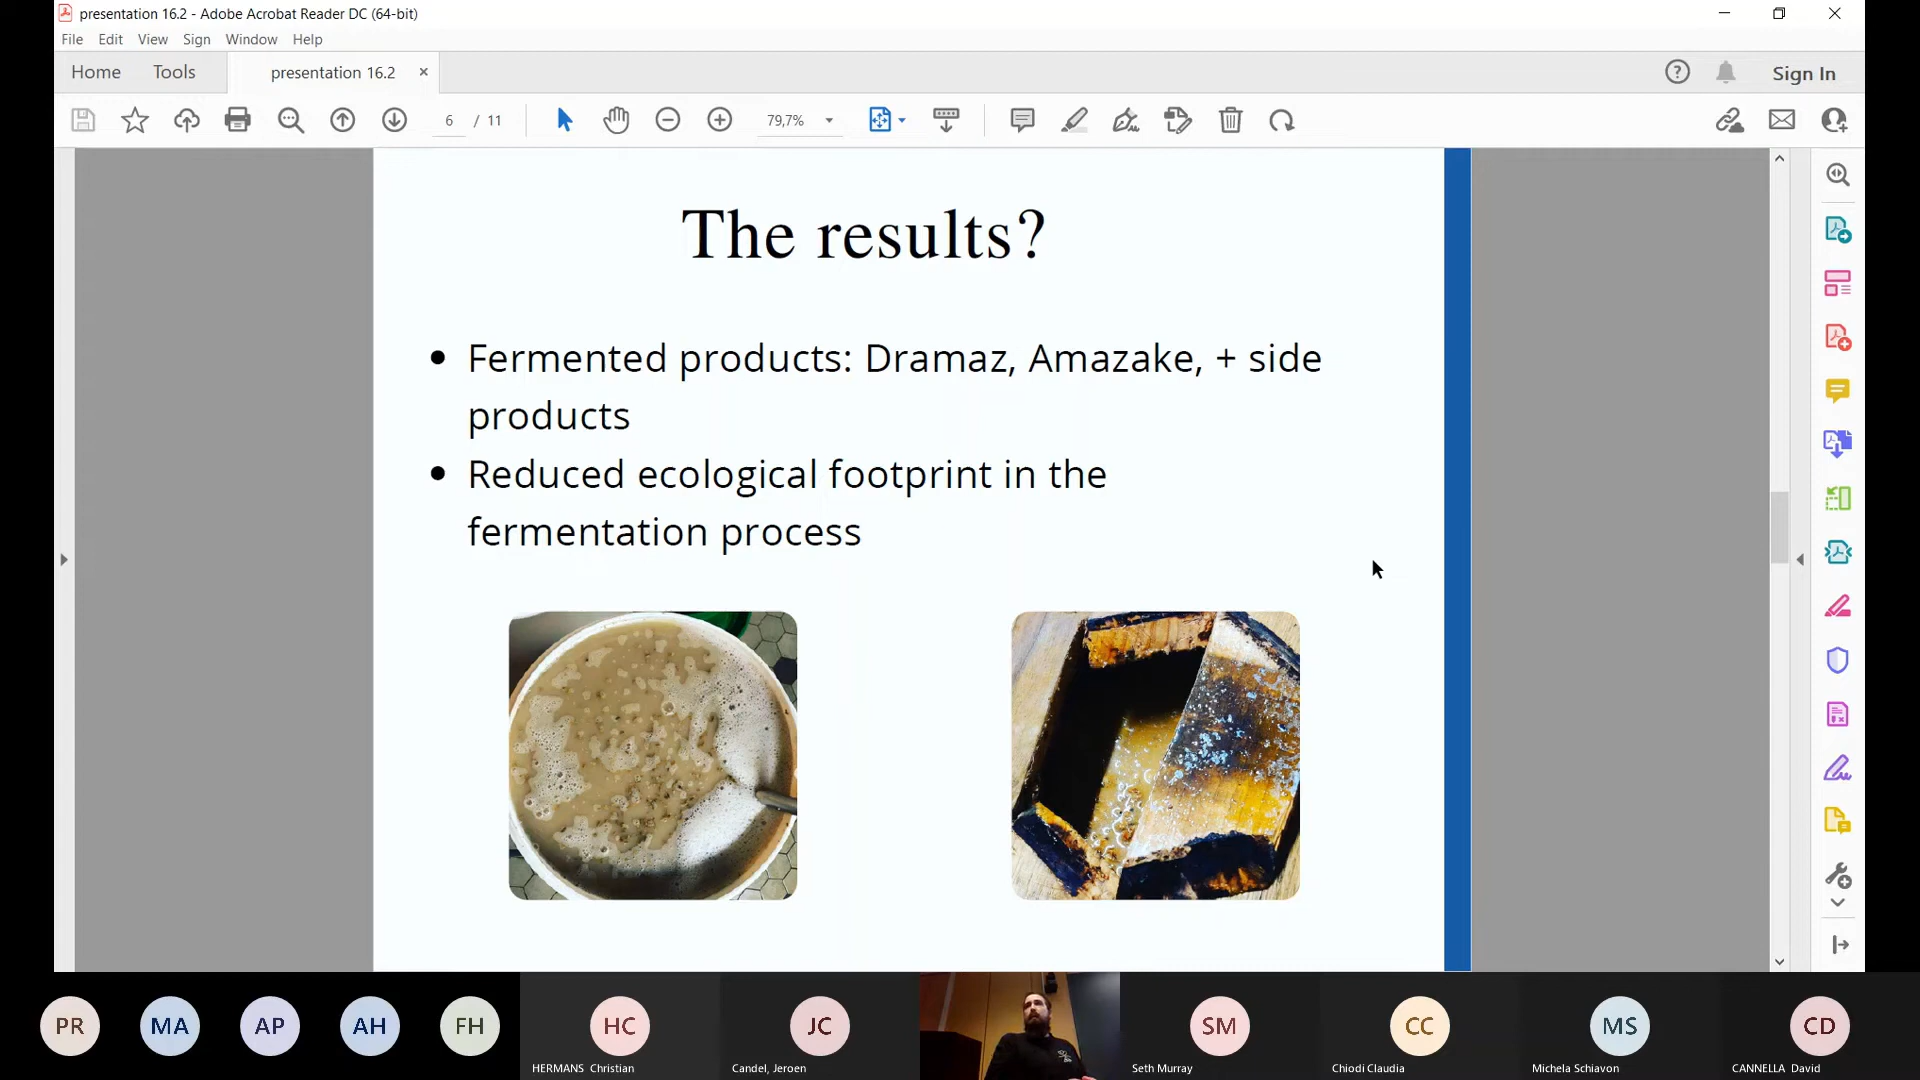 presentation 16.2 - Adobe Acrobat Reader DC (64-bit)
File Edit View Sign Window Help
Home Tools presentation 16.2 × Sign In
6 / 11 79,7%
The results?
• Fermented products: Dramaz, Amazake, + side
products
• Reduced ecological footprint in the
fermentation process
PR MA AP AH FH HC JC SM CC MS CD
HERMANS Christian Candel, Jeroen Seth Murray Chiodi Claudia Michela Schiavon CANNELLA David